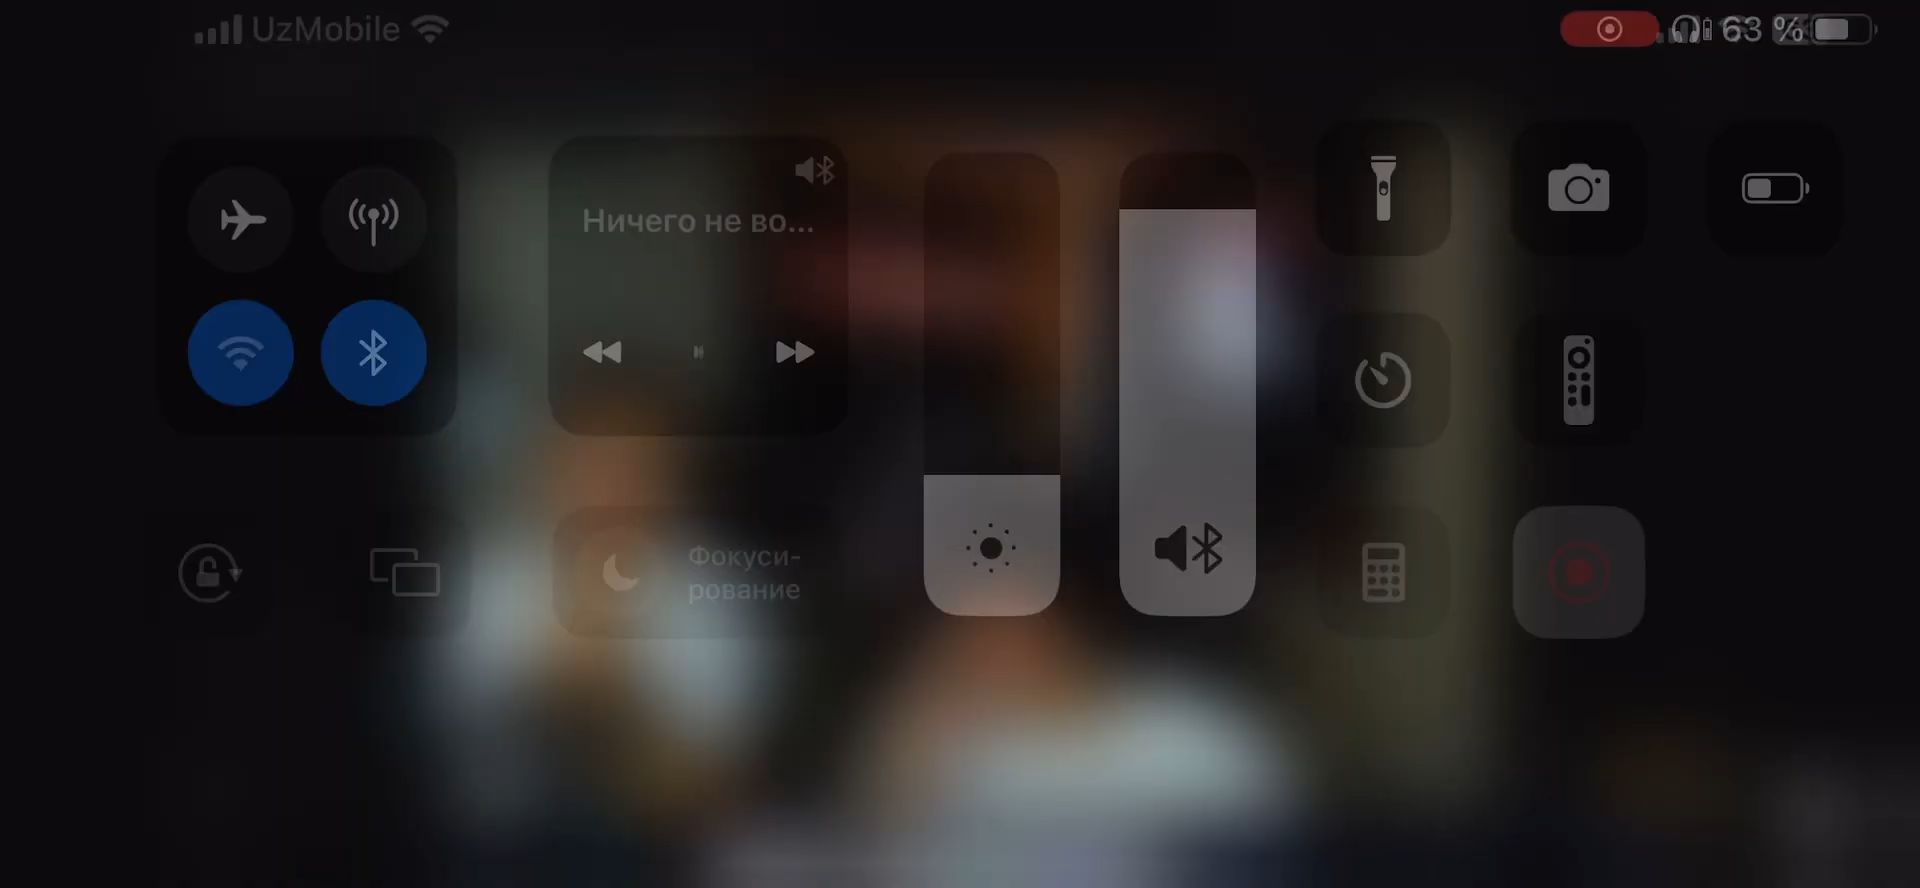 UzMobile
63 %
Ничего не во...
Фокуси-
рование